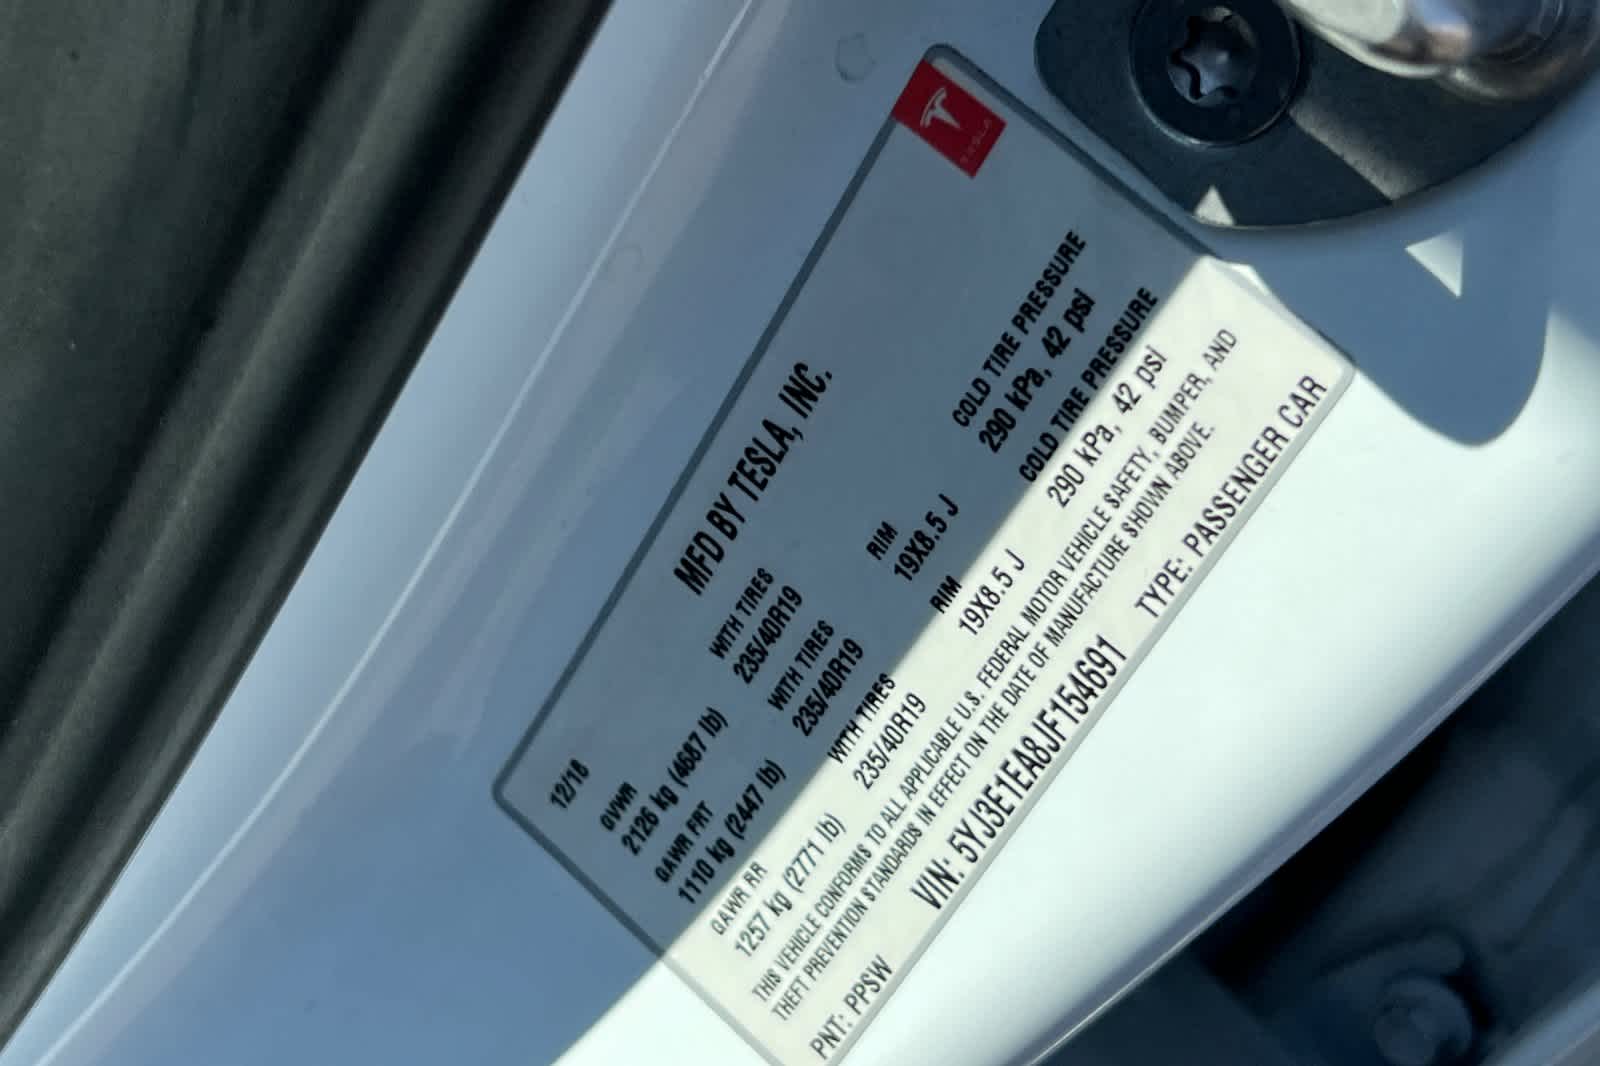 TESLA
MFD BY TESLA, INC.
12/18
GVWR
2126 kg (4687 lb)
WITH TIRES
235/40R19
RIM
19X8.5 J
COLD TIRE PRESSURE
290 kPa, 42 psi
GAWR FRT
1110 kg (2447 lb)
WITH TIRES
235/40R19
RIM
19X8.5 J
COLD TIRE PRESSURE
290 kPa, 42 psi
GAWR RR
1257 kg (2771 lb)
WITH TIRES
235/40R19
THIS VEHICLE CONFORMS TO ALL APPLICABLE U.S. FEDERAL MOTOR VEHICLE SAFETY, BUMPER, AND
THEFT PREVENTION STANDARDS IN EFFECT ON THE DATE OF MANUFACTURE SHOWN ABOVE.
VIN: 5YJ3E1EA8JF154691 TYPE: PASSENGER CAR
PNT: PPSW